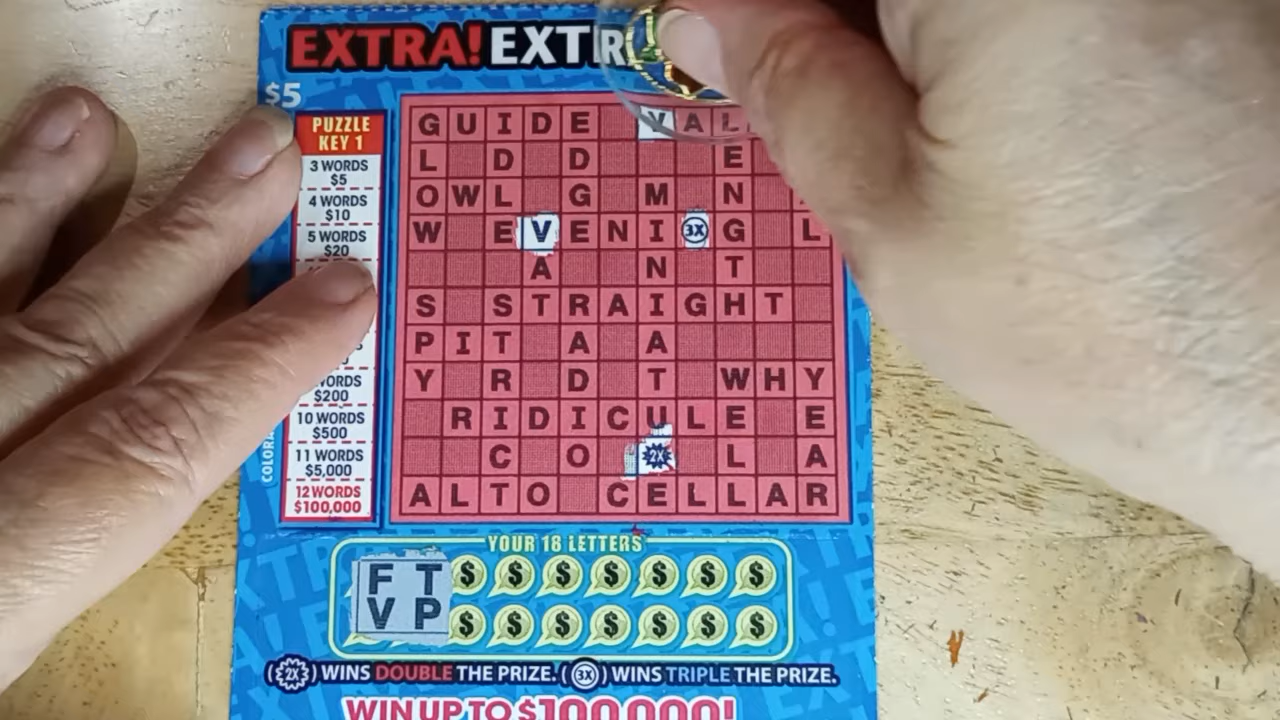 EXTRA! EXTR
$5
PUZZLE
KEY 1
3 WORDS
$5
4 WORDS
$10
5 WORDS
$20
WORDS
$200
10 WORDS
$500
11 WORDS
$5,000
12 WORDS
$100,000
COLORA
G U I D E V A L
L D D E
O W L G M N
W E V E N I 3X G L
A N T
S S T R A I G H T
P I T A A
Y R D T W H Y
R I D I C U L E E
C O 2X L A
A L T O C E L L A R
YOUR 18 LETTERS
F T $ $ $ $ $ $ $
V P $ $ $ $ $ $ $
(2X) WINS DOUBLE THE PRIZE. (3X) WINS TRIPLE THE PRIZE.
WIN UP TO $100,000!